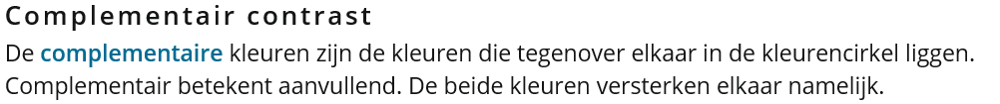 Complementair contrast
De complementaire kleuren zijn de kleuren die tegenover elkaar in de kleurencirkel liggen.
Complementair betekent aanvullend. De beide kleuren versterken elkaar namelijk.